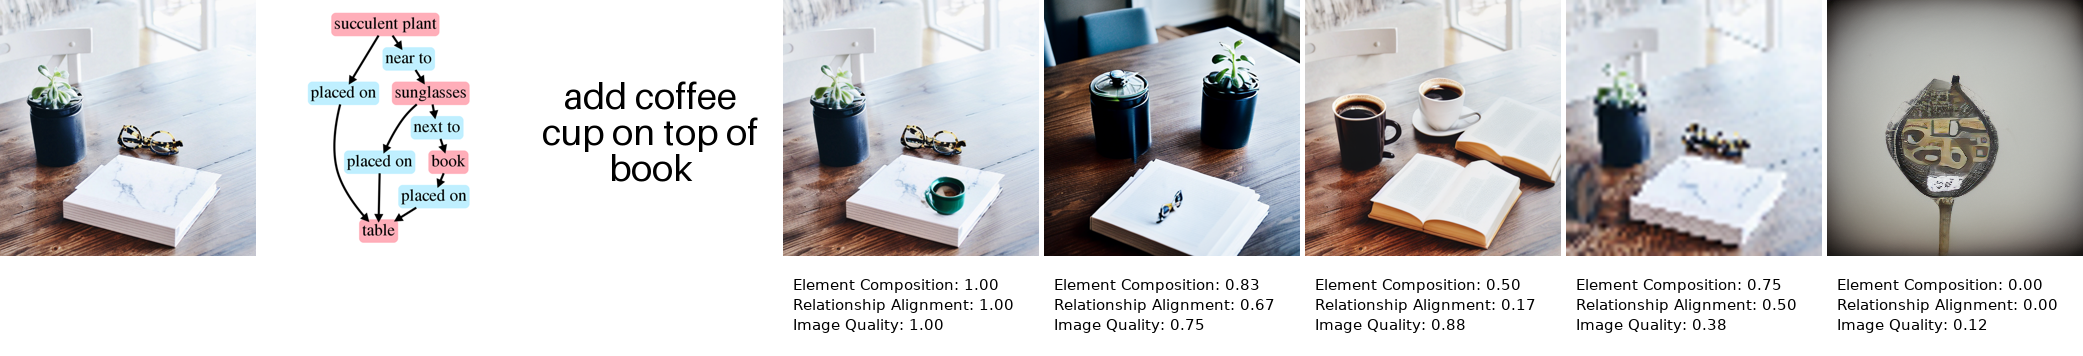 succulent plant
near to
placed on
sunglasses
next to
placed on
book
placed on
table
add coffee
cup on top of
book
Element Composition: 1.00
Relationship Alignment: 1.00
Image Quality: 1.00
Element Composition: 0.83
Relationship Alignment: 0.67
Image Quality: 0.75
Element Composition: 0.50
Relationship Alignment: 0.17
Image Quality: 0.88
Element Composition: 0.75
Relationship Alignment: 0.50
Image Quality: 0.38
Element Composition: 0.00
Relationship Alignment: 0.00
Image Quality: 0.12